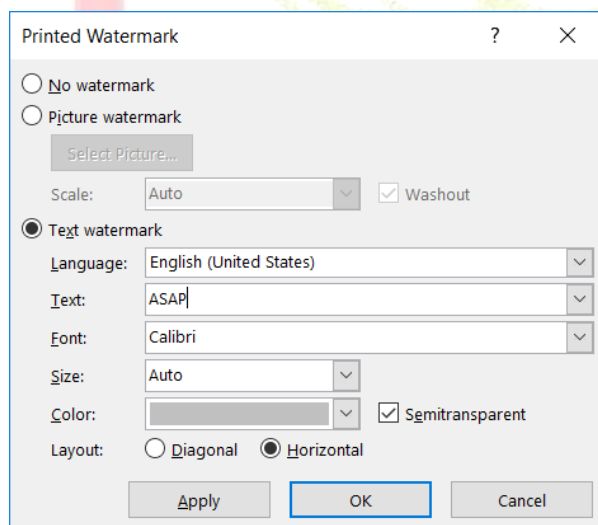 Printed Watermark ?
No watermark
Picture watermark
Select Picture...
Scale: Auto Washout
Text watermark
Language: English (United States)
Text: ASAP
Font: Calibri
Size: Auto
Color: Semitransparent
Layout: Diagonal Horizontal
Apply OK Cancel